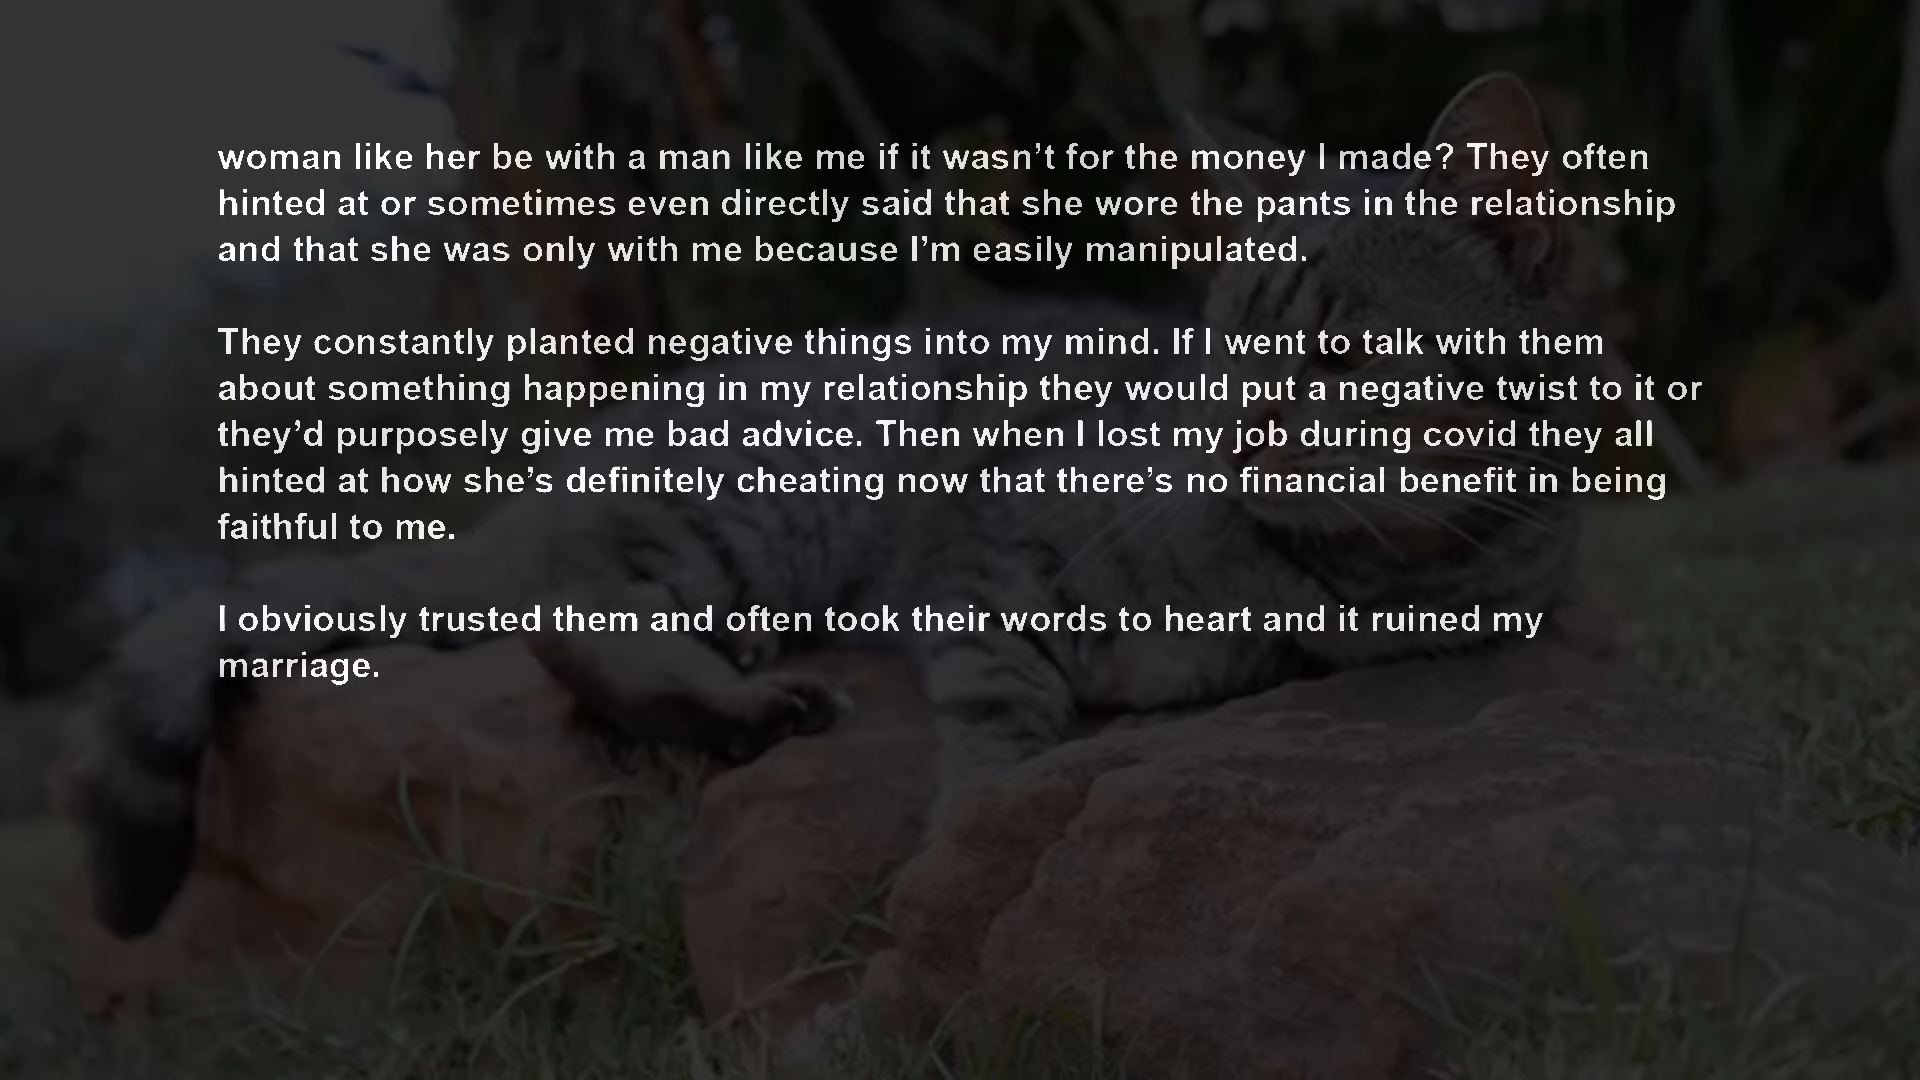 woman like her be with a man like me if it wasn’t for the money I made? They often
hinted at or sometimes even directly said that she wore the pants in the relationship
and that she was only with me because I’m easily manipulated.
They constantly planted negative things into my mind. If I went to talk with them
about something happening in my relationship they would put a negative twist to it or
they’d purposely give me bad advice. Then when I lost my job during covid they all
hinted at how she’s definitely cheating now that there’s no financial benefit in being
faithful to me.
I obviously trusted them and often took their words to heart and it ruined my
marriage.